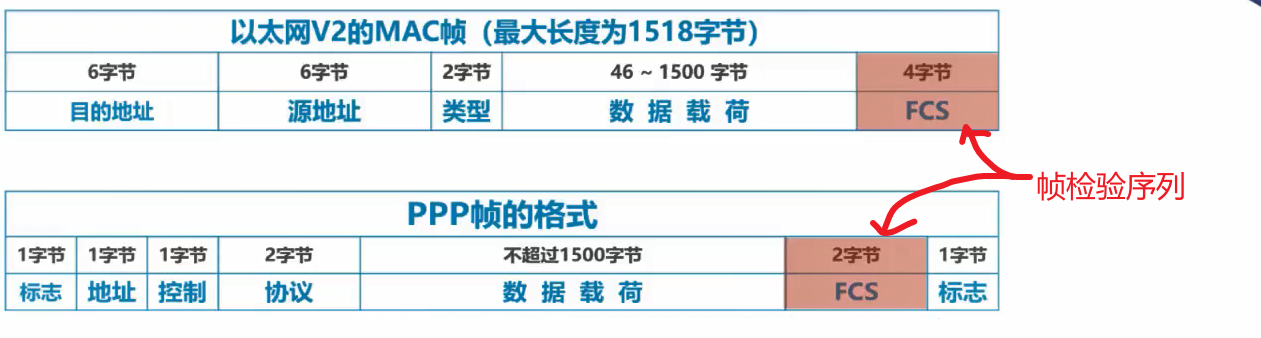 以太网V2的MAC帧（最大长度为1518字节）
6字节 6字节 2字节 46 ~ 1500 字节 4字节
目的地址 源地址 类型 数 据 载 荷 FCS
帧检验序列
PPP帧的格式
1字节 1字节 1字节 2字节 不超过1500字节 2字节 1字节
标志 地址 控制 协议 数 据 载 荷 FCS 标志